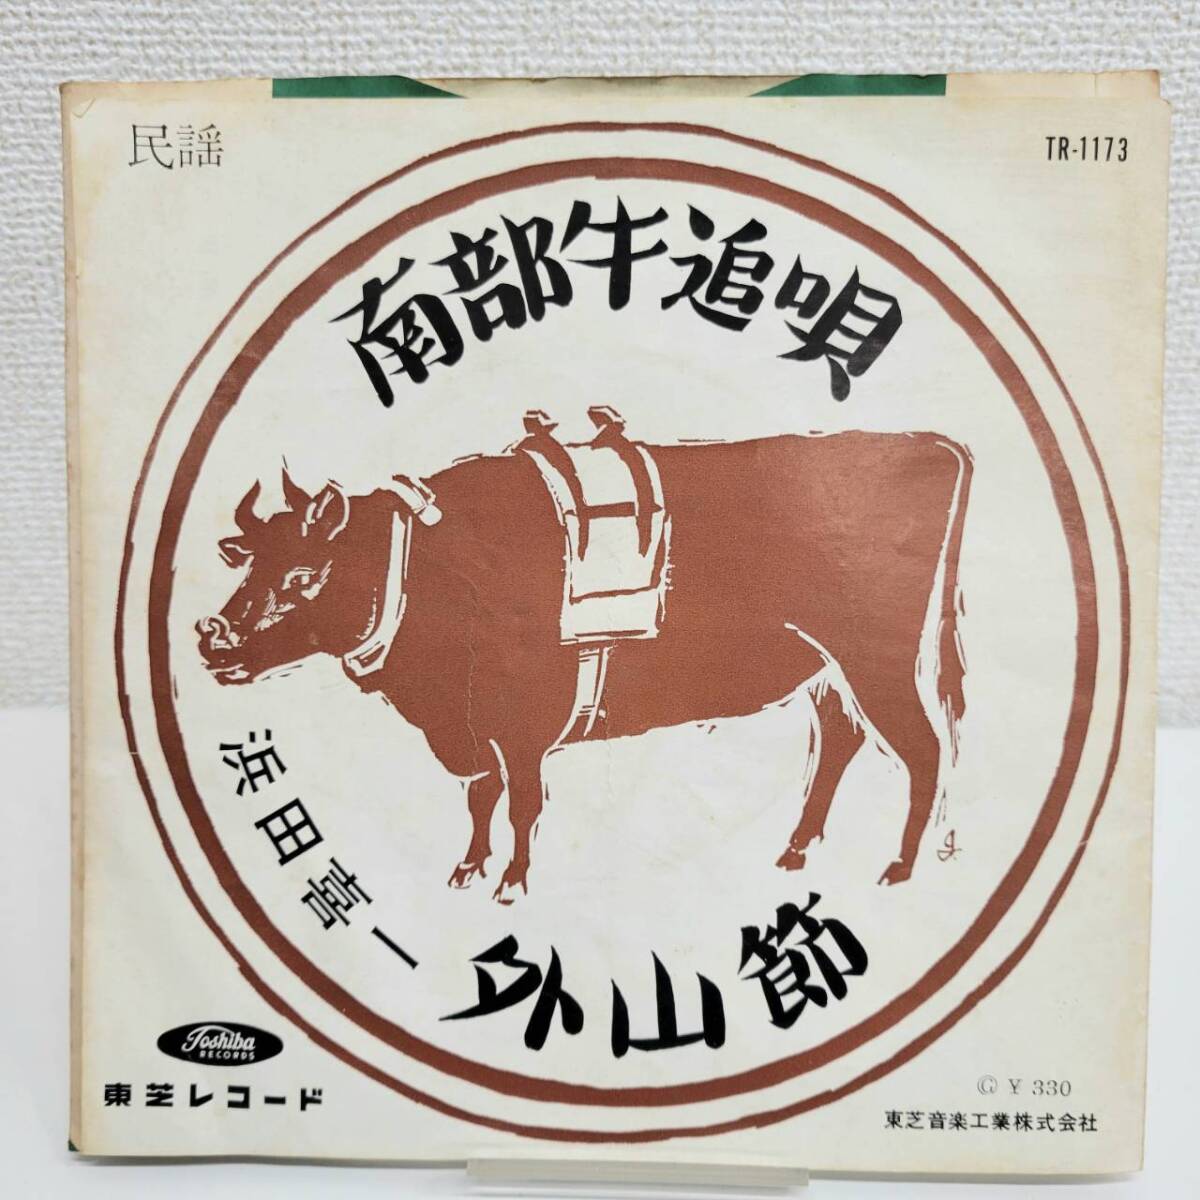 民謡
TR-1173
南部牛追唄
浜田喜一
外山節
Toshiba
RECORDS
東芝レコード
Ⓖ ¥ 330
東芝音楽工業株式会社